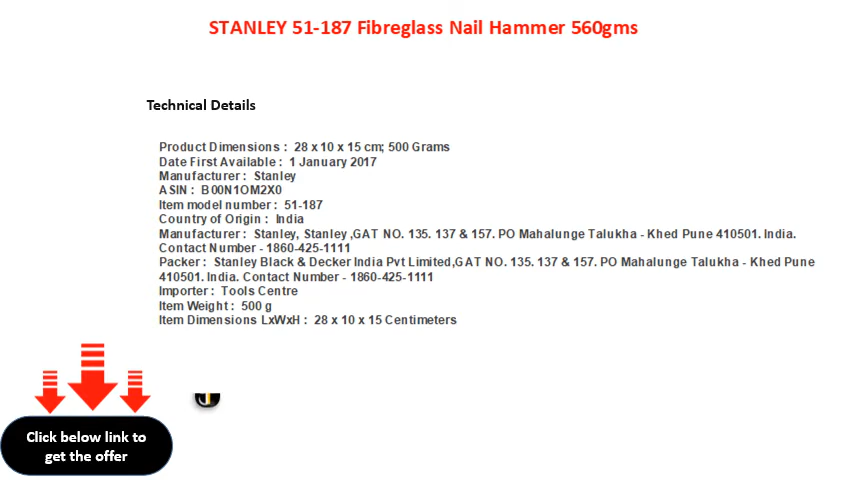 STANLEY 51-187 Fibreglass Nail Hammer 560gms
Technical Details
Product Dimensions : 28 x 10 x 15 cm; 500 Grams
Date First Available : 1 January 2017
Manufacturer : Stanley
ASIN : B00N1OM2X0
Item model number : 51-187
Country of Origin : India
Manufacturer : Stanley, Stanley ,GAT NO. 135. 137 & 157. PO Mahalunge Talukha - Khed Pune 410501. India.
Contact Number - 1860-425-1111
Packer : Stanley Black & Decker India Pvt Limited,GAT NO. 135. 137 & 157. PO Mahalunge Talukha - Khed Pune
410501. India. Contact Number - 1860-425-1111
Importer : Tools Centre
Item Weight : 500 g
Item Dimensions LxWxH : 28 x 10 x 15 Centimeters
Click below link to
get the offer